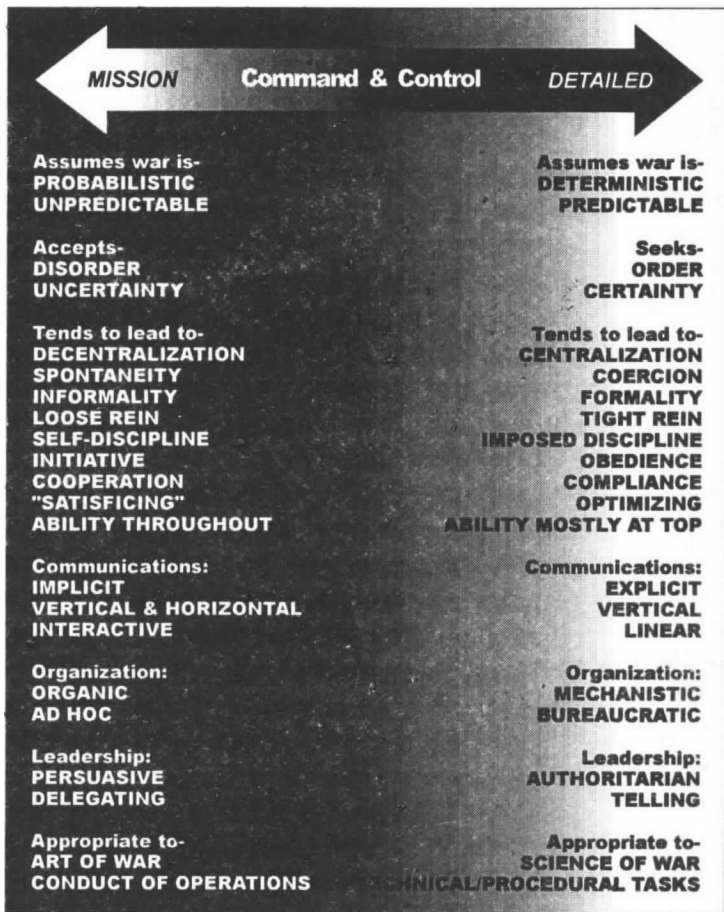 MISSION Command & Control DETAILED
Assumes war is-
PROBABILISTIC
UNPREDICTABLE
Accepts-
DISORDER
UNCERTAINTY
Tends to lead to-
DECENTRALIZATION
SPONTANEITY
INFORMALITY
LOOSE REIN
SELF-DISCIPLINE
INITIATIVE
COOPERATION
"SATISFICING"
ABILITY THROUGHOUT
Communications:
IMPLICIT
VERTICAL & HORIZONTAL
INTERACTIVE
Organization:
ORGANIC
AD HOC
Leadership:
PERSUASIVE
DELEGATING
Appropriate to-
ART OF WAR
CONDUCT OF OPERATIONS
Assumes war is-
DETERMINISTIC
PREDICTABLE
Seeks-
ORDER
CERTAINTY
Tends to lead to-
CENTRALIZATION
COERCION
FORMALITY
TIGHT REIN
IMPOSED DISCIPLINE
OBEDIENCE
COMPLIANCE
OPTIMIZING
ABILITY MOSTLY AT TOP
Communications:
EXPLICIT
VERTICAL
LINEAR
Organization:
MECHANISTIC
BUREAUCRATIC
Leadership:
AUTHORITARIAN
TELLING
Appropriate to-
SCIENCE OF WAR
TECHNICAL/PROCEDURAL TASKS